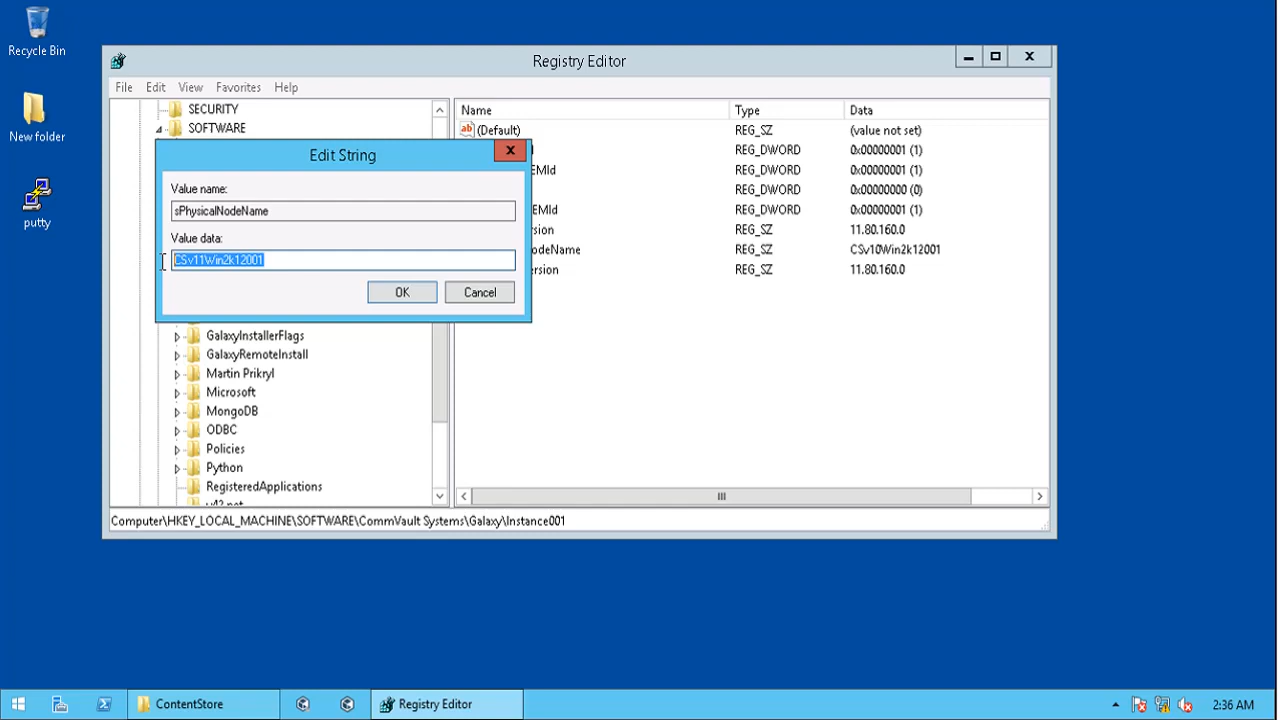 Recycle Bin
New folder
putty
Registry Editor
File Edit View Favorites Help
SECURITY
SOFTWARE
GalaxyInstallerFlags
GalaxyRemoteInstall
Martin Prikryl
Microsoft
MongoDB
ODBC
Policies
Python
RegisteredApplications
Name Type Data
(Default) REG_SZ (value not set)
REG_DWORD 0x00000001 (1)
EMId REG_DWORD 0x00000001 (1)
REG_DWORD 0x00000000 (0)
EMId REG_DWORD 0x00000001 (1)
ersion REG_SZ 11.80.160.0
odeName REG_SZ CSv10Win2k12001
ersion REG_SZ 11.80.160.0
Edit String
Value name:
sPhysicalNodeName
Value data:
CSv11Win2k12001
OK Cancel
Computer\HKEY_LOCAL_MACHINE\SOFTWARE\CommVault Systems\Galaxy\Instance001
ContentStore
Registry Editor
2:36 AM